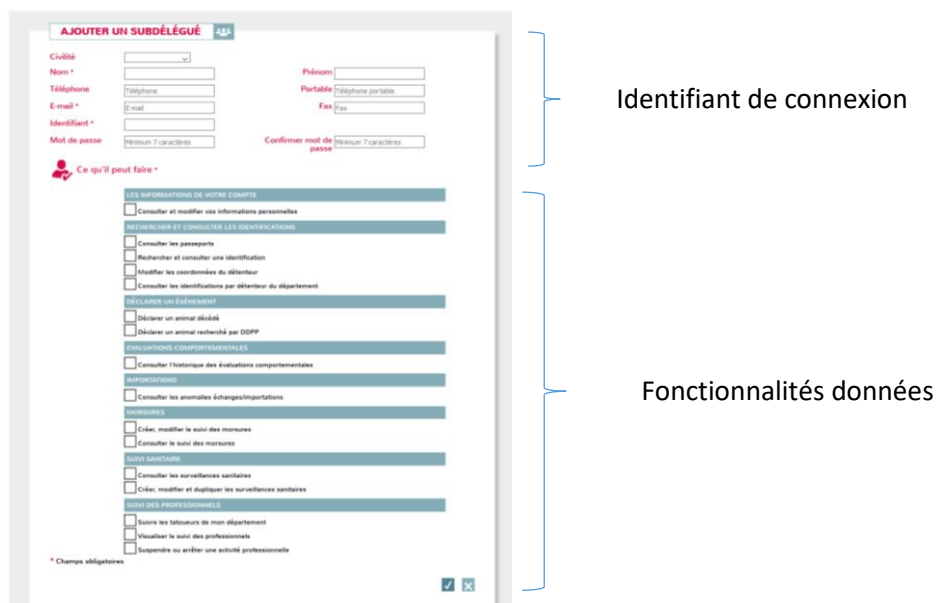 AJOUTER UN SUBDÉLÉGUÉ
Civilité
Nom *
Prénom
Téléphone
Téléphone
Portable
Téléphone portable
E-mail *
E-mail
Fax
Fax
Identifiant *
Mot de passe
Minimum 7 caractères
Confirmer mot de passe
Minimum 7 caractères
Identifiant de connexion
Ce qu'il peut faire *
LES INFORMATIONS DE VOTRE COMPTE
Consulter et modifier vos informations personnelles
RECHERCHER ET CONSULTER LES IDENTIFICATIONS
Consulter les passeports
Rechercher et consulter une identification
Modifier les coordonnées du détenteur
Consulter les identifications par détenteur du département
DÉCLARER UN ÉVÉNEMENT
Déclarer un animal décédé
Déclarer un animal recherché par DDPP
EVALUATIONS COMPORTEMENTALES
Consulter l'historique des évaluations comportementales
IMPORTATIONS
Consulter les anomalies échanges/importations
Fonctionnalités données
MORSURES
Créer, modifier le suivi des morsures
Consulter le suivi des morsures
SUIVI SANITAIRE
Consulter les surveillances sanitaires
Créer, modifier et dupliquer les surveillances sanitaires
SUIVI DES PROFESSIONNELS
Suivre les tatoueurs de mon département
Visualiser le suivi des professionnels
Suspendre ou arrêter une activité professionnelle
* Champs obligatoires